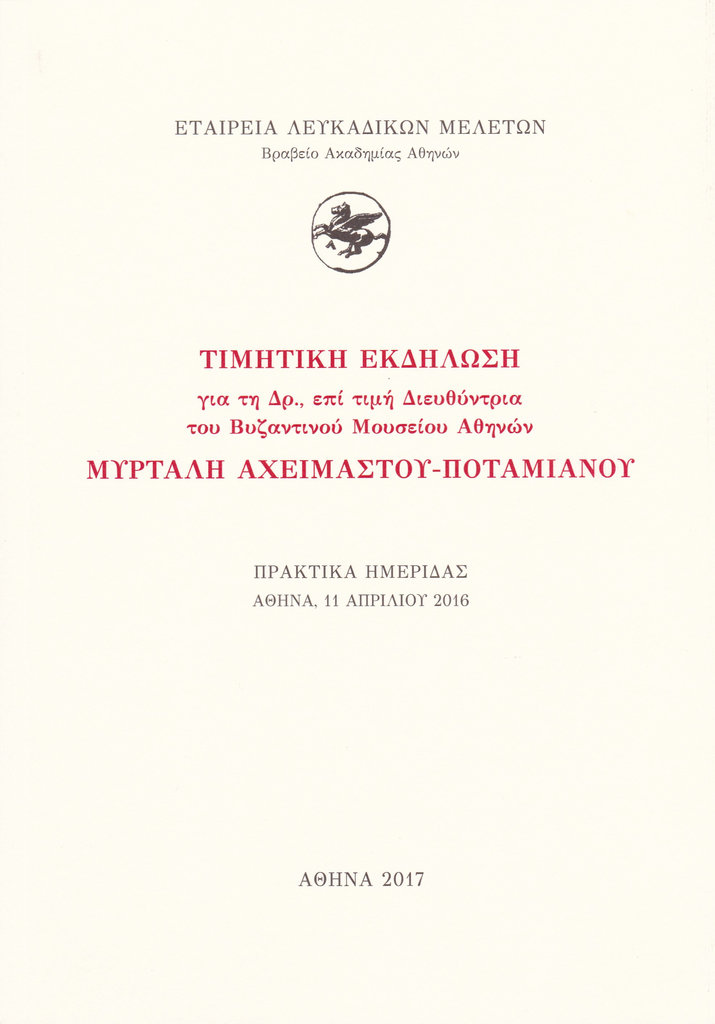 ΕΤΑΙΡΕΙΑ ΛΕΥΚΑΔΙΚΩΝ ΜΕΛΕΤΩΝ
Βραβείο Ακαδημίας Αθηνών
Λ
ΤΙΜΗΤΙΚΗ ΕΚΔΗΛΩΣΗ
για τη Δρ., επί τιμή Διευθύντρια
του Βυζαντινού Μουσείου Αθηνών
ΜΥΡΤΑΛΗ ΑΧΕΙΜΑΣΤΟΥ-ΠΟΤΑΜΙΑΝΟΥ
ΠΡΑΚΤΙΚΑ ΗΜΕΡΙΔΑΣ
ΑΘΗΝΑ, 11 ΑΠΡΙΛΙΟΥ 2016
ΑΘΗΝΑ 2017